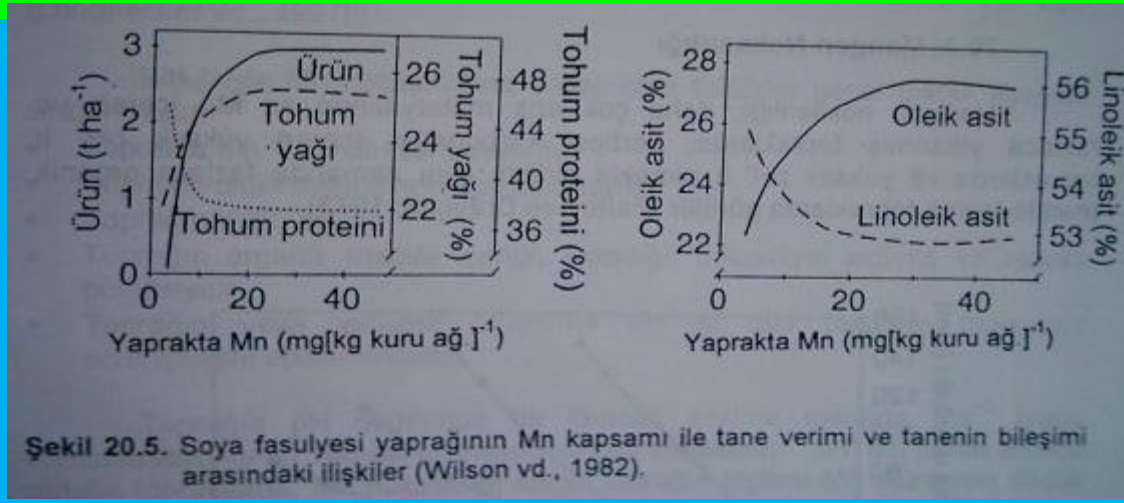 3
2
1
0
Ürün (t ha⁻¹)
Ürün
Tohum
yağı
Tohum proteini
26
24
22
Tohum yağı (%)
48
44
40
36
Tohum proteini (%)
0
20
40
Yaprakta Mn (mg[kg kuru ağ.]⁻¹)
28
26
24
22
Oleik asit (%)
Oleik asit
Linoleik asit
56
55
54
53
Linoleik asit (%)
0
20
40
Yaprakta Mn (mg[kg kuru ağ.]⁻¹)
Şekil 20.5. Soya fasulyesi yaprağının Mn kapsamı ile tane verimi ve tanenin bileşimi
arasındaki ilişkiler (Wilson vd., 1982).